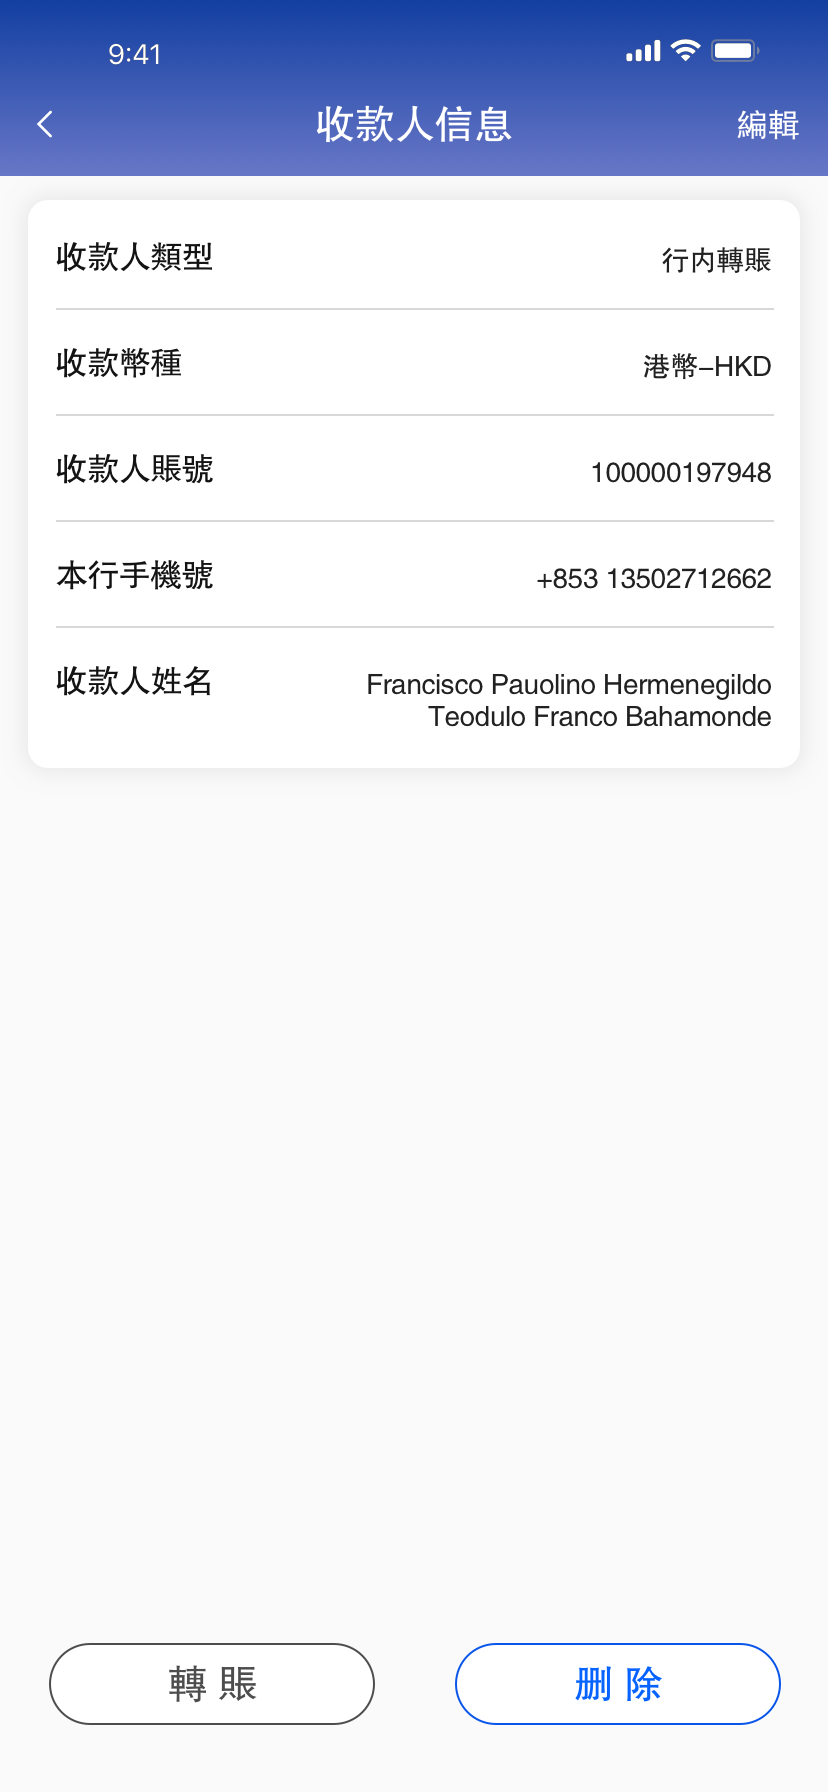 9:41
收款人信息
編輯
收款人類型
行内轉賬
收款幣種
港幣–HKD
收款人賬號
100000197948
本行手機號
+853 13502712662
收款人姓名
Francisco Pauolino Hermenegildo
Teodulo Franco Bahamonde
轉賬
删除